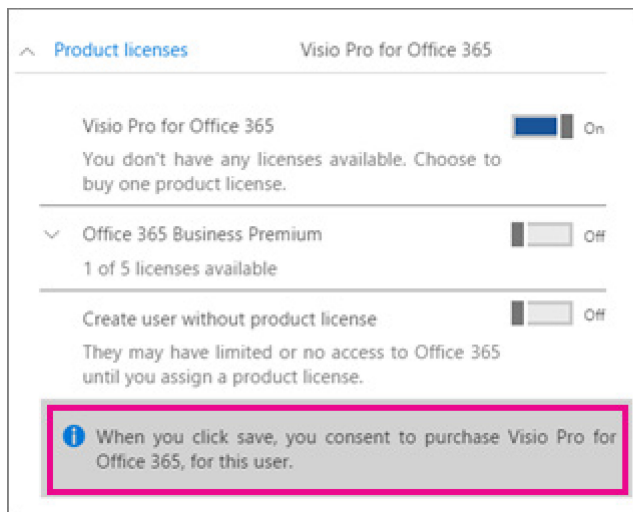 Product licenses Visio Pro for Office 365
Visio Pro for Office 365 On
You don't have any licenses available. Choose to
buy one product license.
Office 365 Business Premium Off
1 of 5 licenses available
Create user without product license Off
They may have limited or no access to Office 365
until you assign a product license.
When you click save, you consent to purchase Visio Pro for
Office 365, for this user.